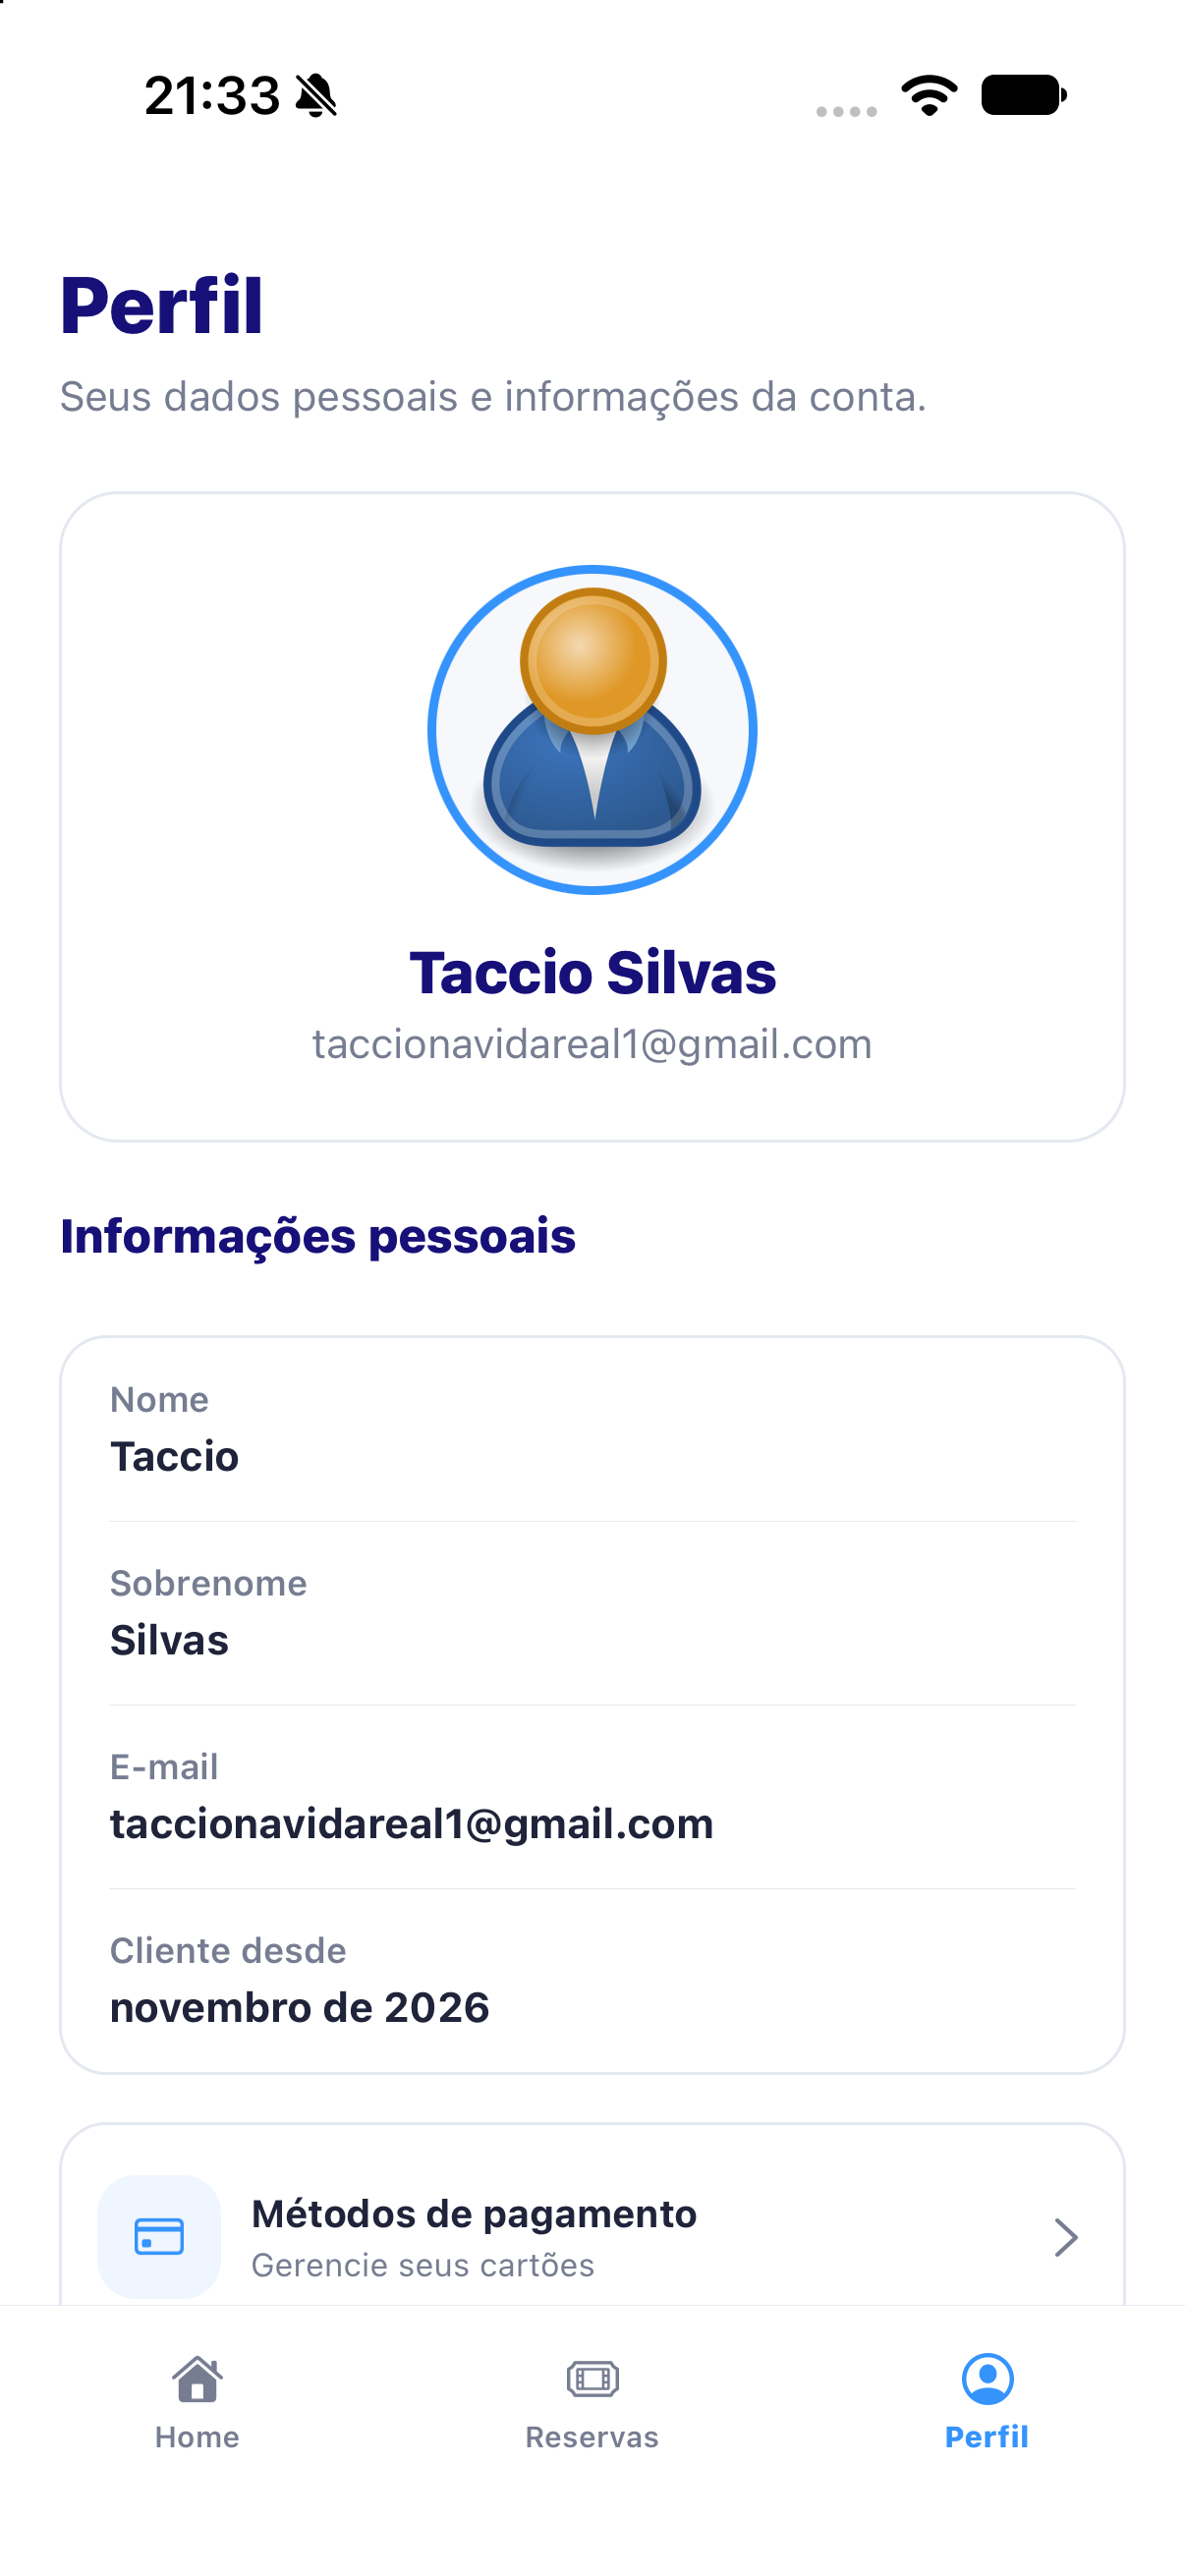 21:33
Perfil
Seus dados pessoais e informações da conta.
Taccio Silvas
taccionavidareal1@gmail.com
Informações pessoais
Nome
Taccio
Sobrenome
Silvas
E-mail
taccionavidareal1@gmail.com
Cliente desde
novembro de 2026
Métodos de pagamento
Gerencie seus cartões
Home
Reservas
Perfil